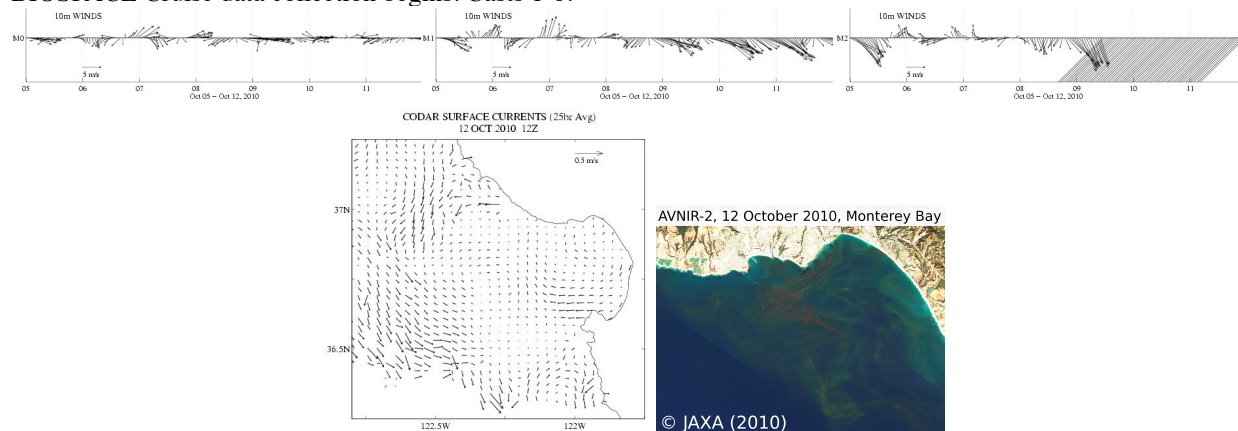 BIOSPACE Cruise data collection begins. Casts
10m WINDS
M0
5 m/s
05 06 07 08 09 10 11
Oct 05 – Oct 12, 2010
10m WINDS
M1
5 m/s
05 06 07 08 09 10 11
Oct 05 – Oct 12, 2010
10m WINDS
M2
5 m/s
05 06 07 08 09 10 11
Oct 05 – Oct 12, 2010
CODAR SURFACE CURRENTS (25hr Avg)
12 OCT 2010 12Z
0.5 m/s
37N
36.5N
122.5W 122W
AVNIR-2, 12 October 2010, Monterey Bay
© JAXA (2010)